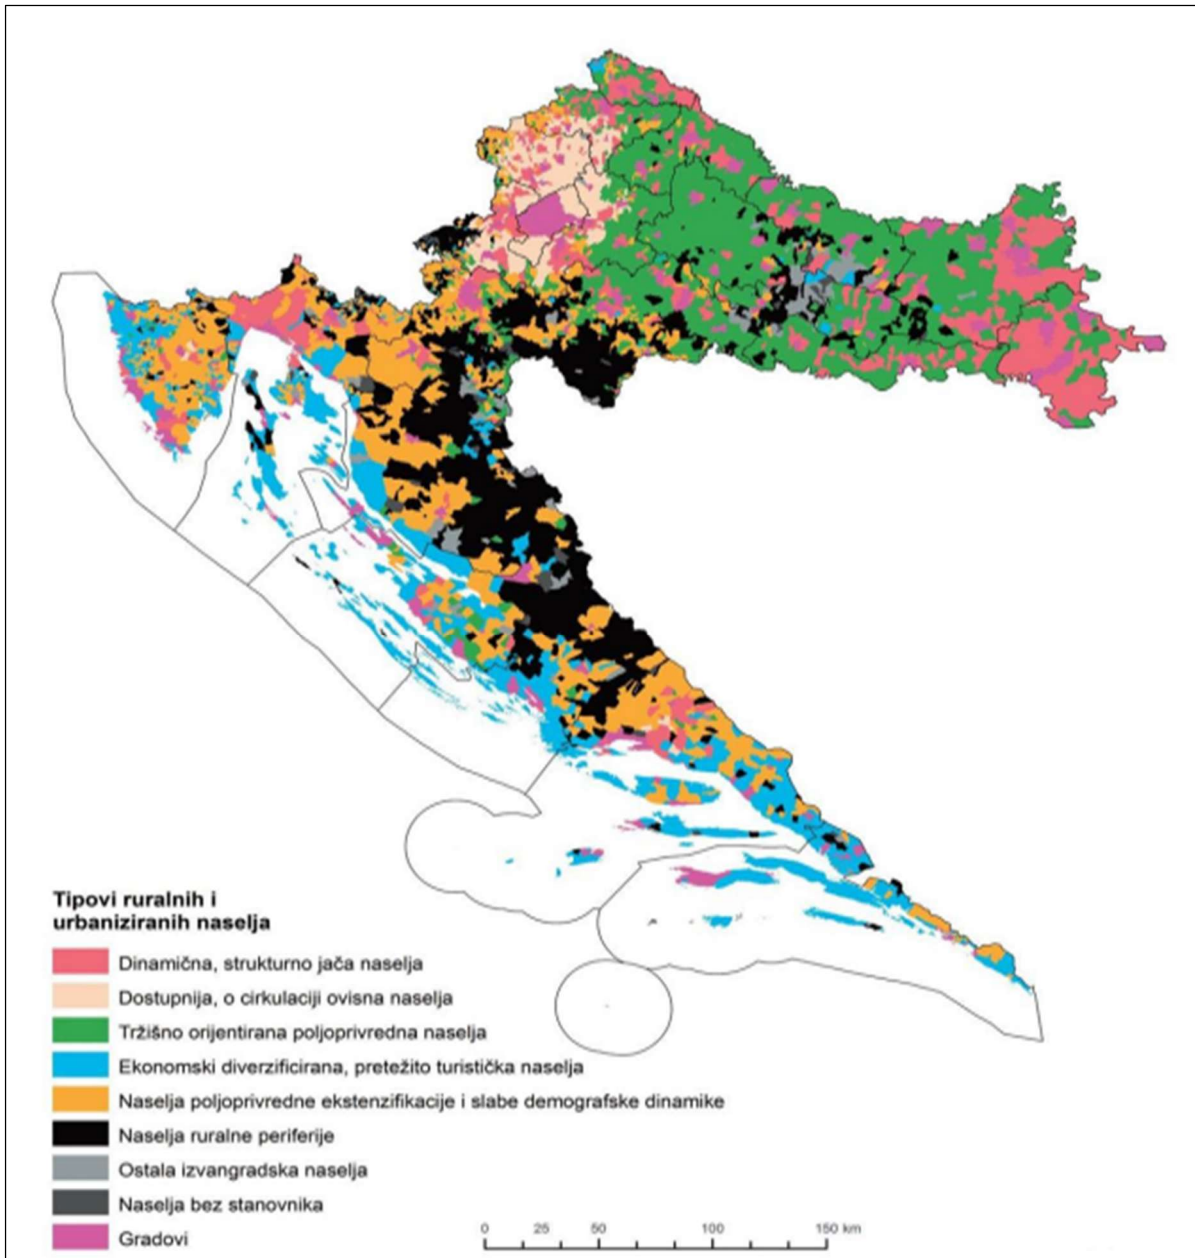 Tipovi ruralnih i
urbaniziranih naselja
Dinamična, strukturno jača naselja
Dostupnija, o cirkulaciji ovisna naselja
Tržišno orijentirana poljoprivredna naselja
Ekonomski diverzificirana, pretežito turistička naselja
Naselja poljoprivredne ekstenzifikacije i slabe demografske dinamike
Naselja ruralne periferije
Ostala izvangradska naselja
Naselja bez stanovnika
Gradovi
0 25 50 100 150 km